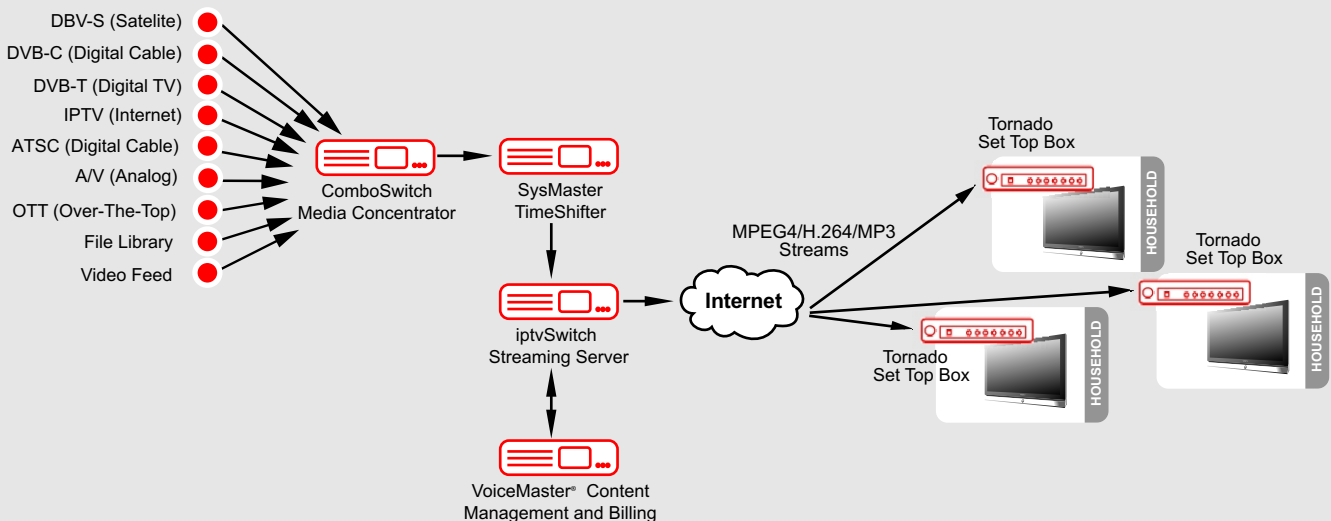 DBV-S (Satelite)
DVB-C (Digital Cable)
DVB-T (Digital TV)
IPTV (Internet)
ATSC (Digital Cable)
A/V (Analog)
OTT (Over-The-Top)
File Library
Video Feed
ComboSwitch
Media Concentrator
SysMaster
TimeShifter
iptvSwitch
Streaming Server
VoiceMaster® Content
Management and Billing
Internet
MPEG4/H.264/MP3
Streams
Tornado
Set Top Box
HOUSEHOLD
Tornado
Set Top Box
HOUSEHOLD
Tornado
Set Top Box
HOUSEHOLD